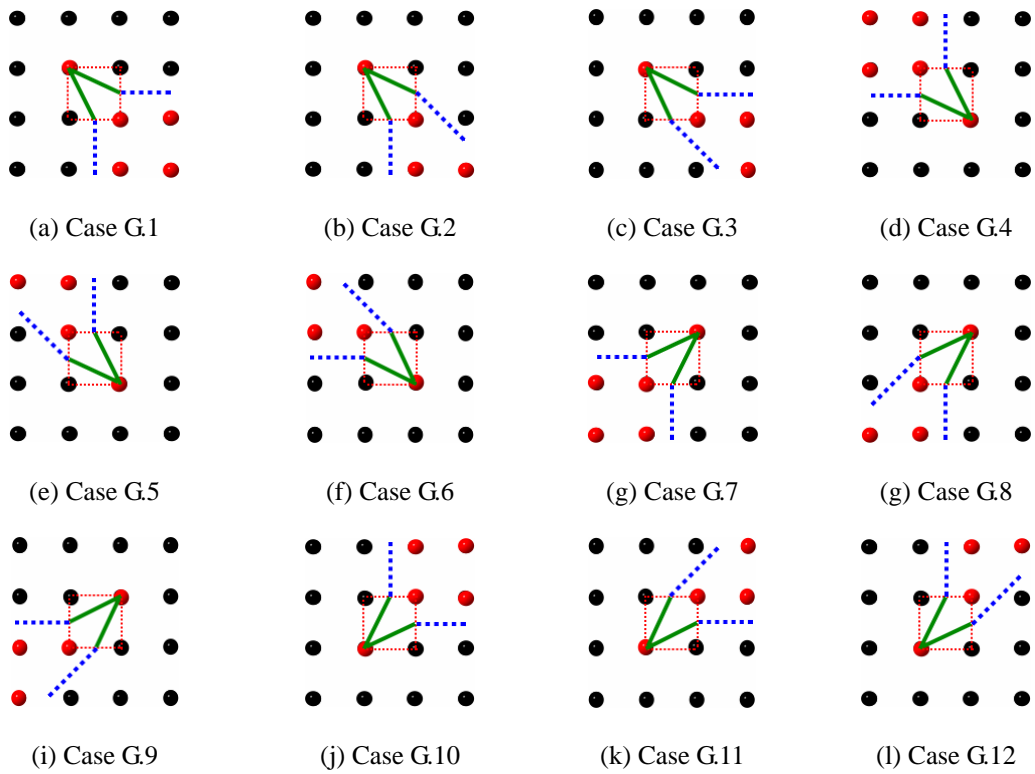 (a) Case G.1 (b) Case G.2 (c) Case G.3 (d) Case G.4
(e) Case G.5 (f) Case G.6 (g) Case G.7 (g) Case G.8
(i) Case G.9 (j) Case G.10 (k) Case G.11 (l) Case G.12